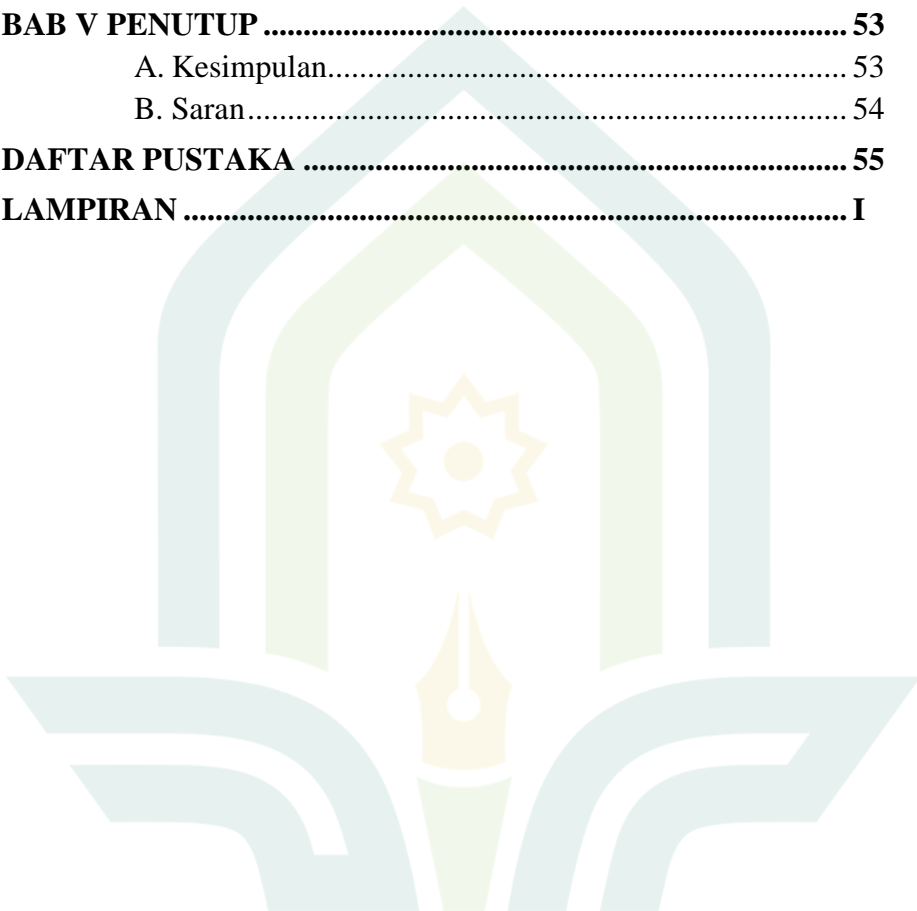 BAB V PENUTUP ........................................................................... 53
A. Kesimpulan................................................................... 53
B. Saran.............................................................................. 54
DAFTAR PUSTAKA ...................................................................... 55
LAMPIRAN ..................................................................................... I